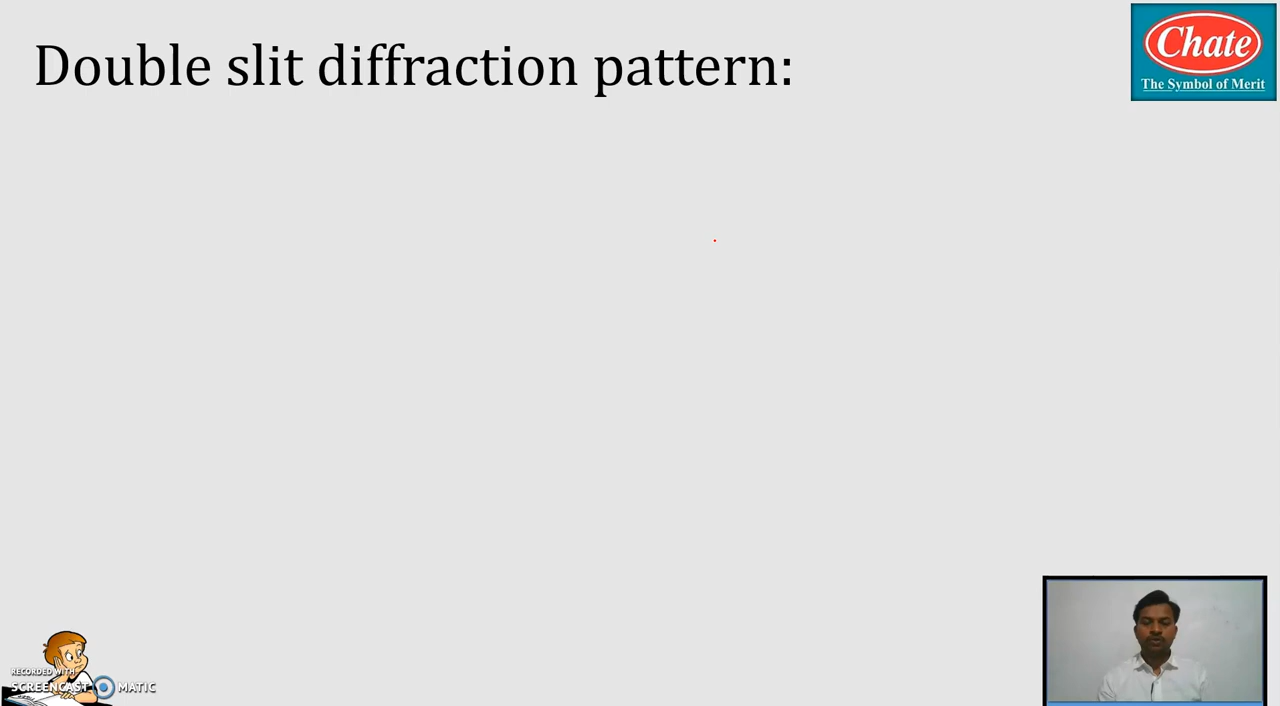 Double slit diffraction pattern:
Chate
The Symbol of Merit
RECORDED WITH
SCREENCAST MATIC